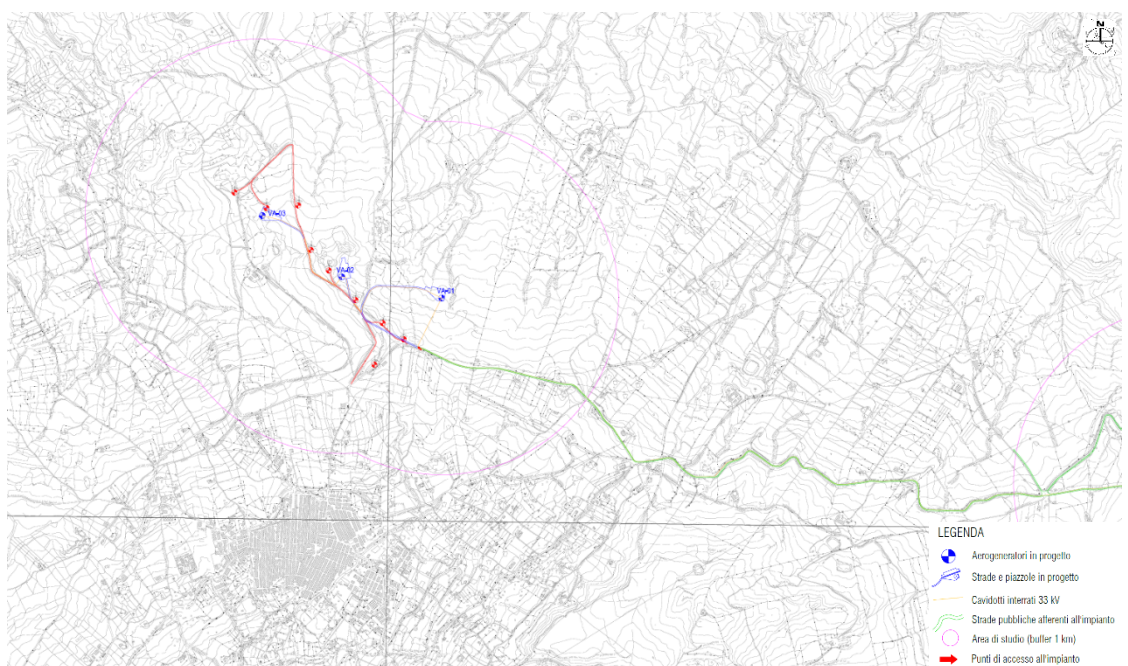 N
VA-03
VA-02
VA-01
LEGENDA
Aerogeneratori in progetto
Strade e piazzole in progetto
Cavidotti interrati 33 kV
Strade pubbliche afferenti all'impianto
Area di studio (buffer 1 km)
Punti di accesso all'impianto